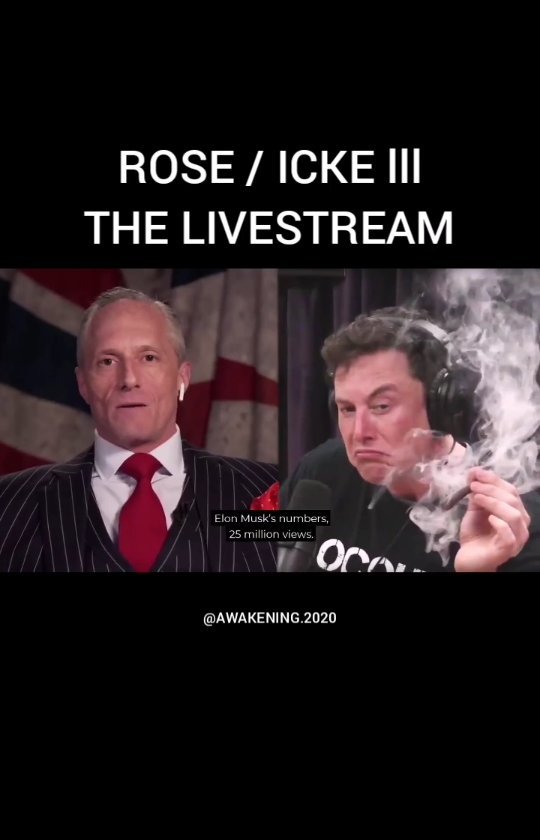 ROSE / ICKE III
THE LIVESTREAM
Elon Musk's numbers,
25 million views.
@AWAKENING.2020